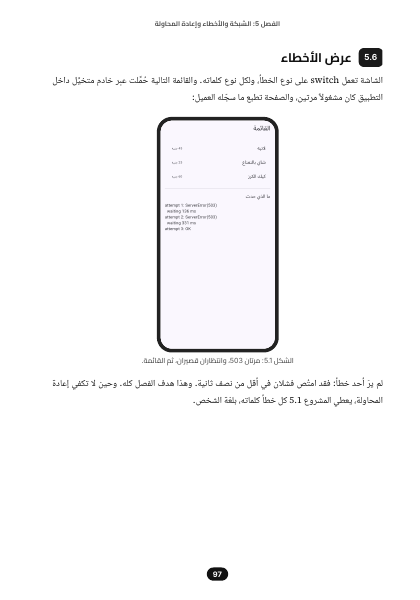 الفصل 5: الشبكة والأخطاء وإعادة المحاولة
5.6 عرض الأخطاء
الشاشة تعمل switch على نوع الخطأ، ولكل نوع كلماته. والقائمة التالية حُمّلت عبر خادم متخيَّل داخل
التطبيق كان مشغولاً مرتين، والصفحة تطبع ما سجّله العميل:
القائمة
قهوة
شاي بالنعناع
كيك الكرز
ما الذي حدث
attempt 1: ServerError(503)
waiting 136 ms
attempt 2: ServerError(503)
waiting 331 ms
attempt 3: OK
الشكل 5.1: مرتان 503، وانتظاران قصيران، ثم القائمة.
لم يرَ أحد خطأً: فقد امتُص فشلان في أقل من نصف ثانية. وهذا هدف الفصل كله. وحين لا تكفي إعادة
المحاولة، يعطي المشروع 5.1 كل خطأ كلماته، بلغة الشخص.
97